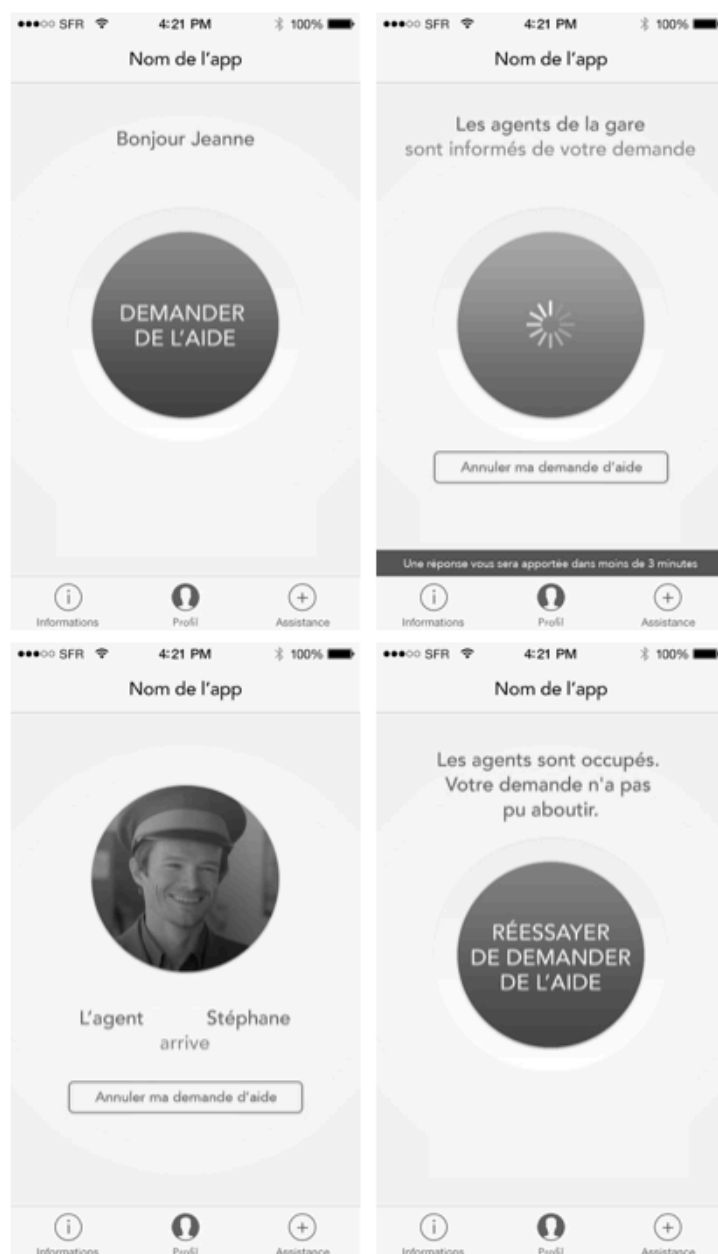 SFR 4:21 PM 100%
Nom de l'app
Bonjour Jeanne
DEMANDER
DE L'AIDE
Informations Profil Assistance
SFR 4:21 PM 100%
Nom de l'app
Les agents de la gare
sont informés de votre demande
Annuler ma demande d'aide
Une réponse vous sera apportée dans moins de 3 minutes
Informations Profil Assistance
SFR 4:21 PM 100%
Nom de l'app
L'agent Stéphane
arrive
Annuler ma demande d'aide
Informations Profil Assistance
SFR 4:21 PM 100%
Nom de l'app
Les agents sont occupés.
Votre demande n'a pas
pu aboutir.
RÉESSAYER
DE DEMANDER
DE L'AIDE
Informations Profil Assistance